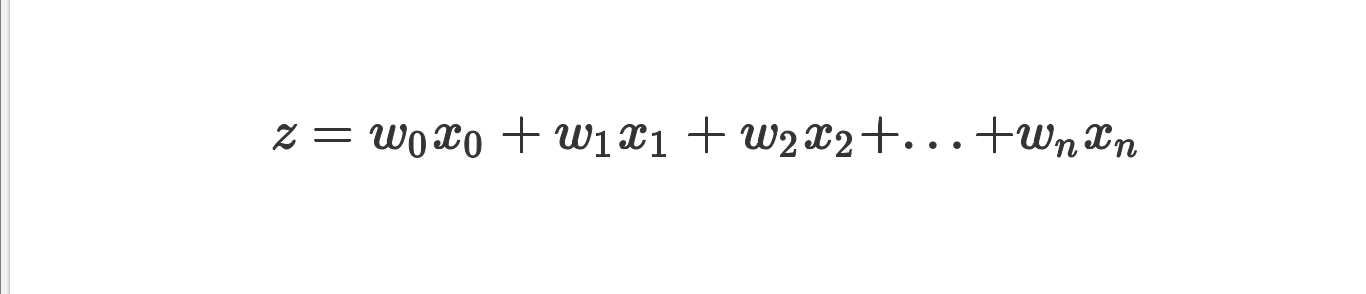 z = w₀x₀ + w₁x₁ + w₂x₂+. . . +wₙxₙ